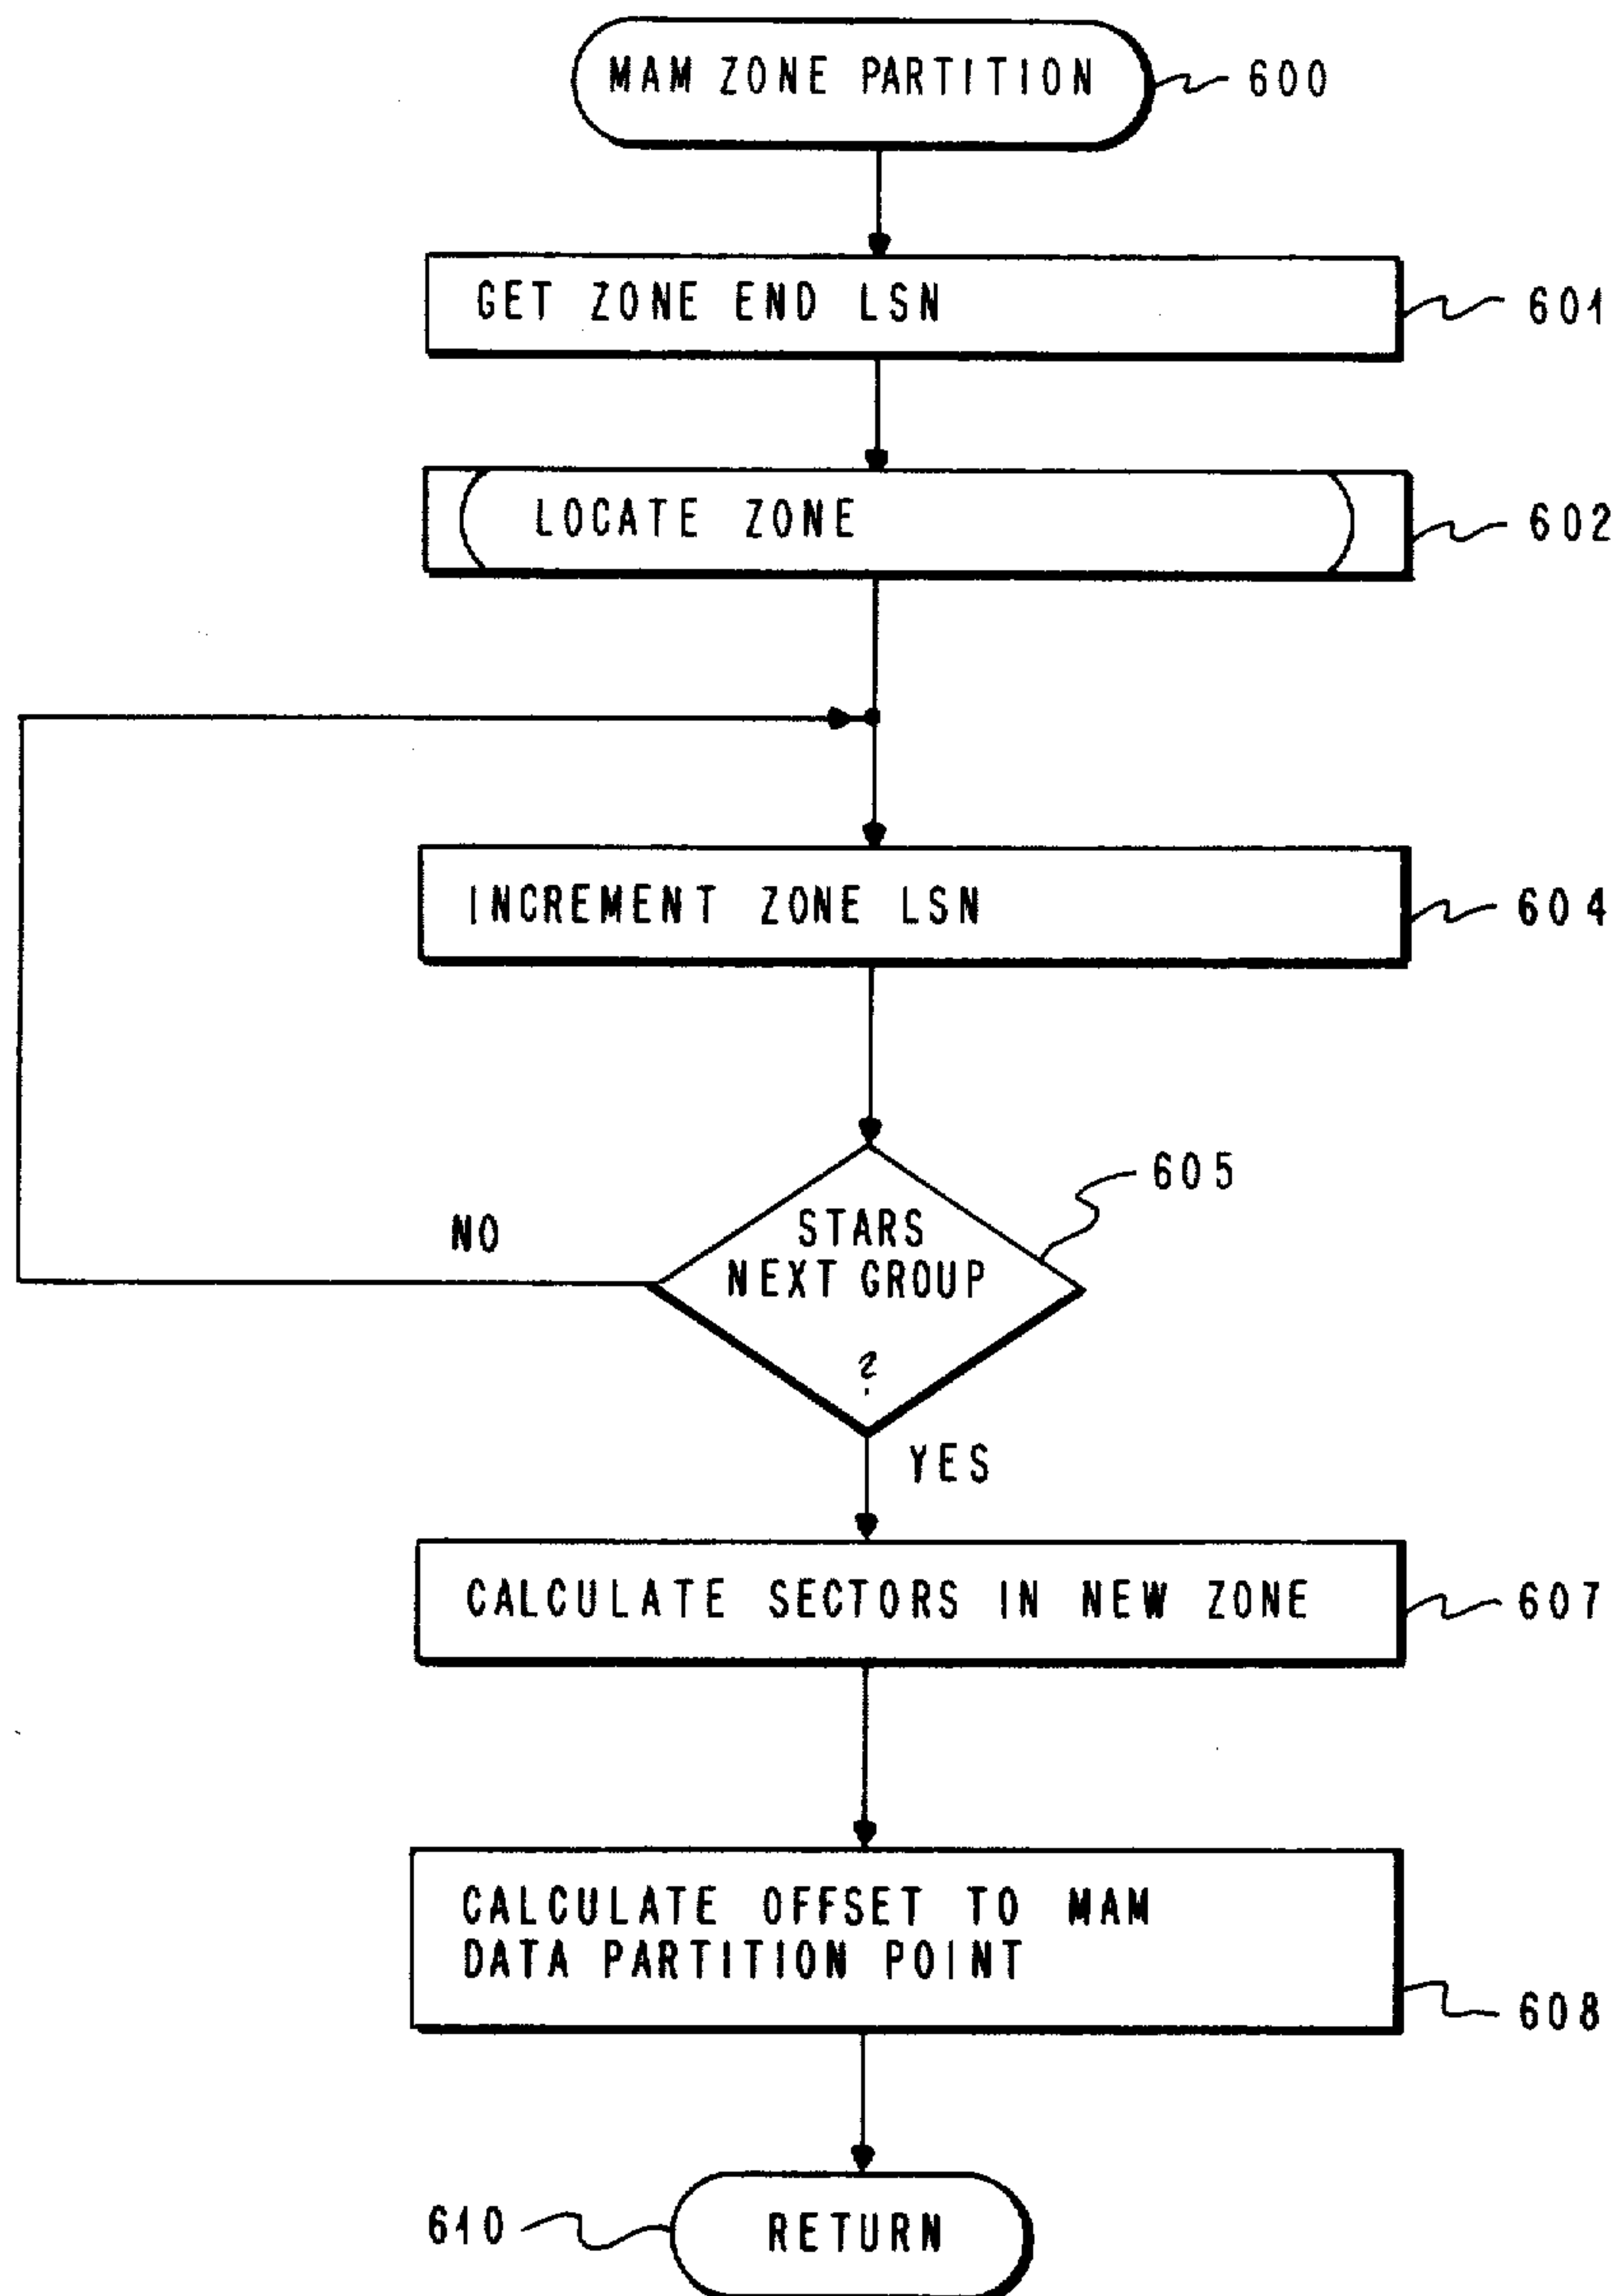 MAM ZONE PARTITION
600
GET ZONE END LSN
601
LOCATE ZONE
602
INCREMENT ZONE LSN
604
605
STARS
NEXT GROUP
?
NO
YES
CALCULATE SECTORS IN NEW ZONE
607
CALCULATE OFFSET TO MAM
DATA PARTITION POINT
608
610
RETURN